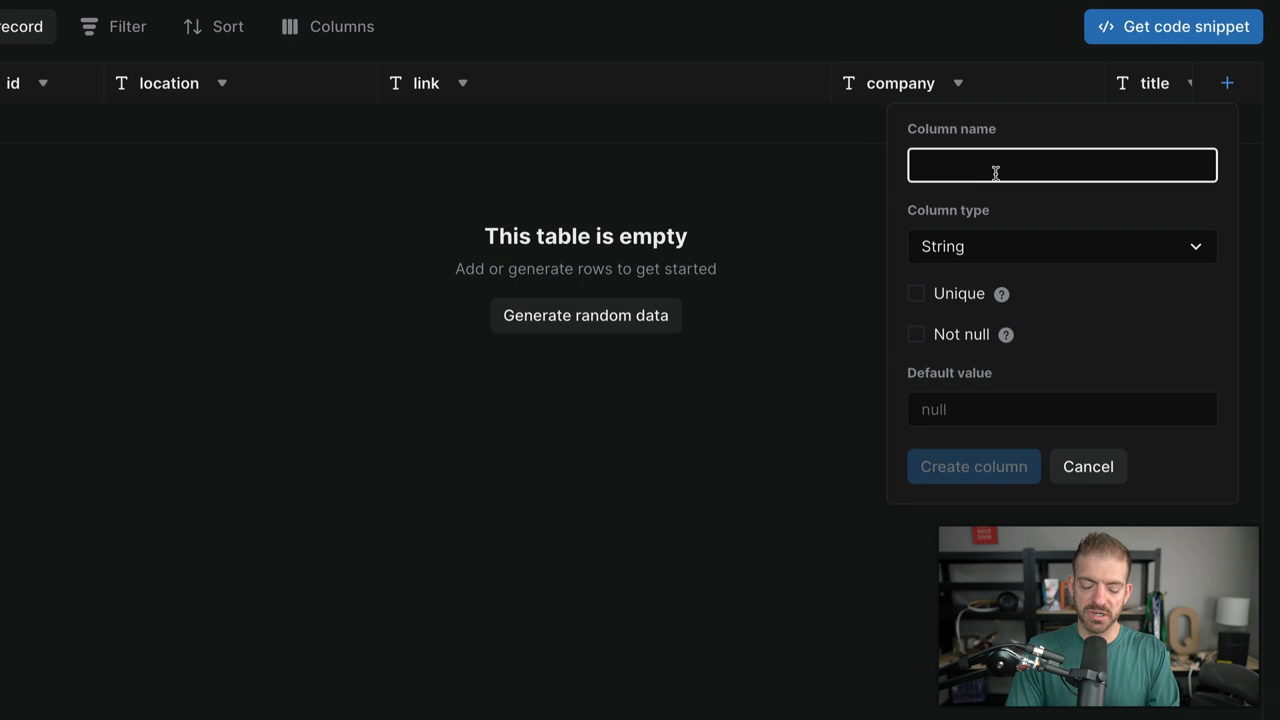 record
Filter
Sort
Columns
Get code snippet
id
location
link
company
title
Column name
Column type
String
Unique
Not null
Default value
null
Create column
Cancel
This table is empty
Add or generate rows to get started
Generate random data